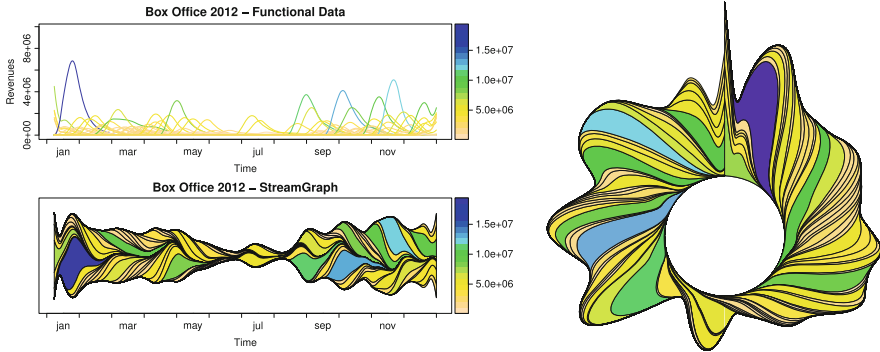 Box Office 2012 – Functional Data
Revenues
0e+00 4e+06 8e+06
1.5e+07
1.0e+07
5.0e+06
jan mar may jul sep nov
Time
Box Office 2012 – StreamGraph
1.5e+07
1.0e+07
5.0e+06
jan mar may jul sep nov
Time